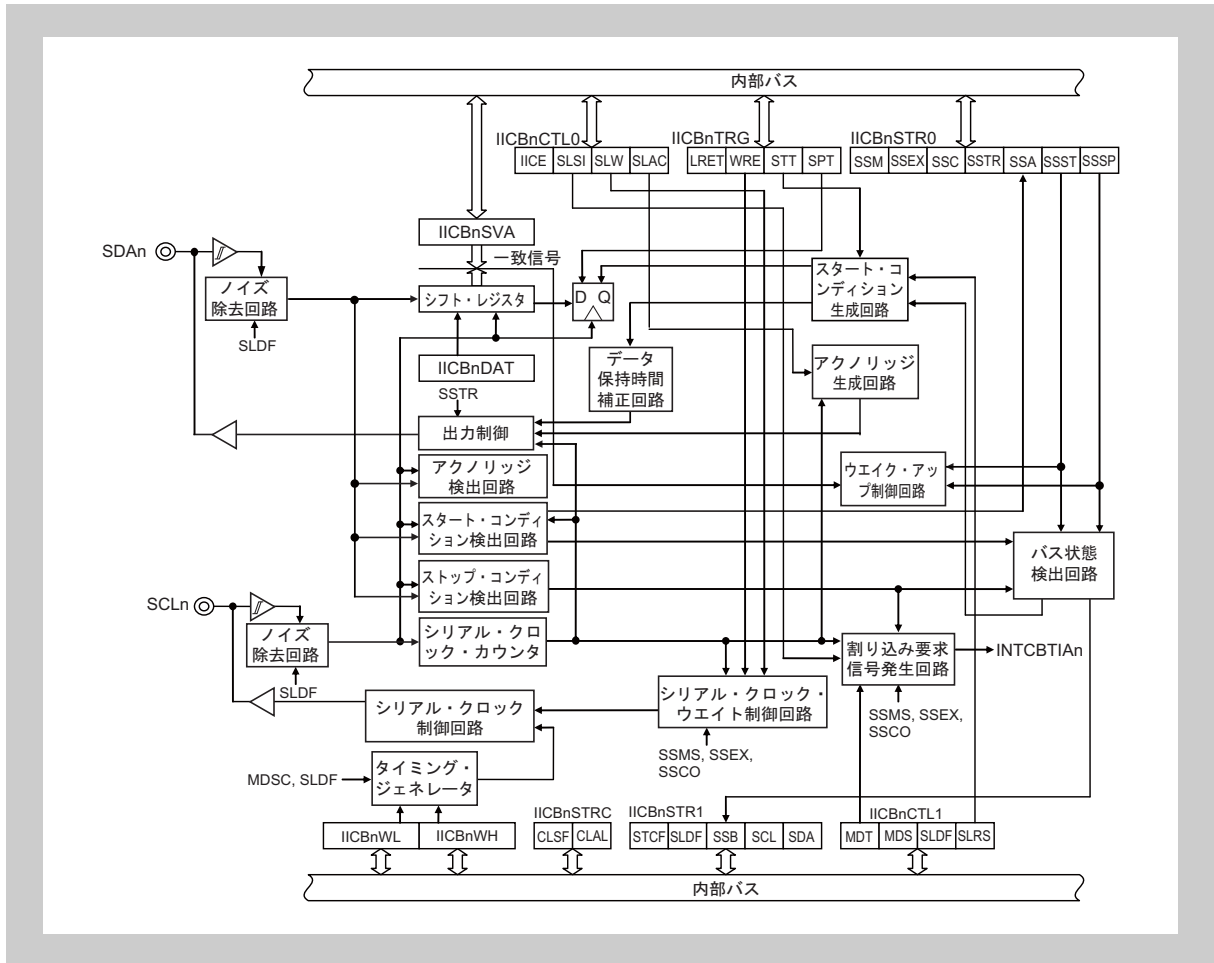 内部バス
IICBnCTL0
IICBnTRG
IICBnSTR0
IICE SLSI SLW SLAC
LRET WRE STT SPT
SSM SSEX SSC SSTR SSA SSST SSSP
IICBnSVA
一致信号
SDAn
ノイズ
除去回路
SLDF
シフト・レジスタ
D Q
スタート・コ
ンディション
生成回路
IICBnDAT
データ
保持時間
補正回路
アクノリッジ
生成回路
SSTR
出力制御
アクノリッジ
検出回路
ウエイク・アッ
プ制御回路
スタート・コンディ
ション検出回路
バス状態
検出回路
ストップ・コンディ
ション検出回路
SCLn
ノイズ
除去回路
SLDF
シリアル・クロ
ック・カウンタ
割り込み要求
信号発生回路
INTCBTIAn
シリアル・クロック
制御回路
シリアル・クロック・
ウエイト制御回路
SSMS, SSEX,
SSCO
SSMS, SSEX,
SSCO
MDSC, SLDF
タイミング・
ジェネレータ
IICBnSTRC
IICBnSTR1
IICBnCTL1
IICBnWL IICBnWH
CLSF CLAL
STCF SLDF SSB SCL SDA
MDT MDS SLDF SLRS
内部バス